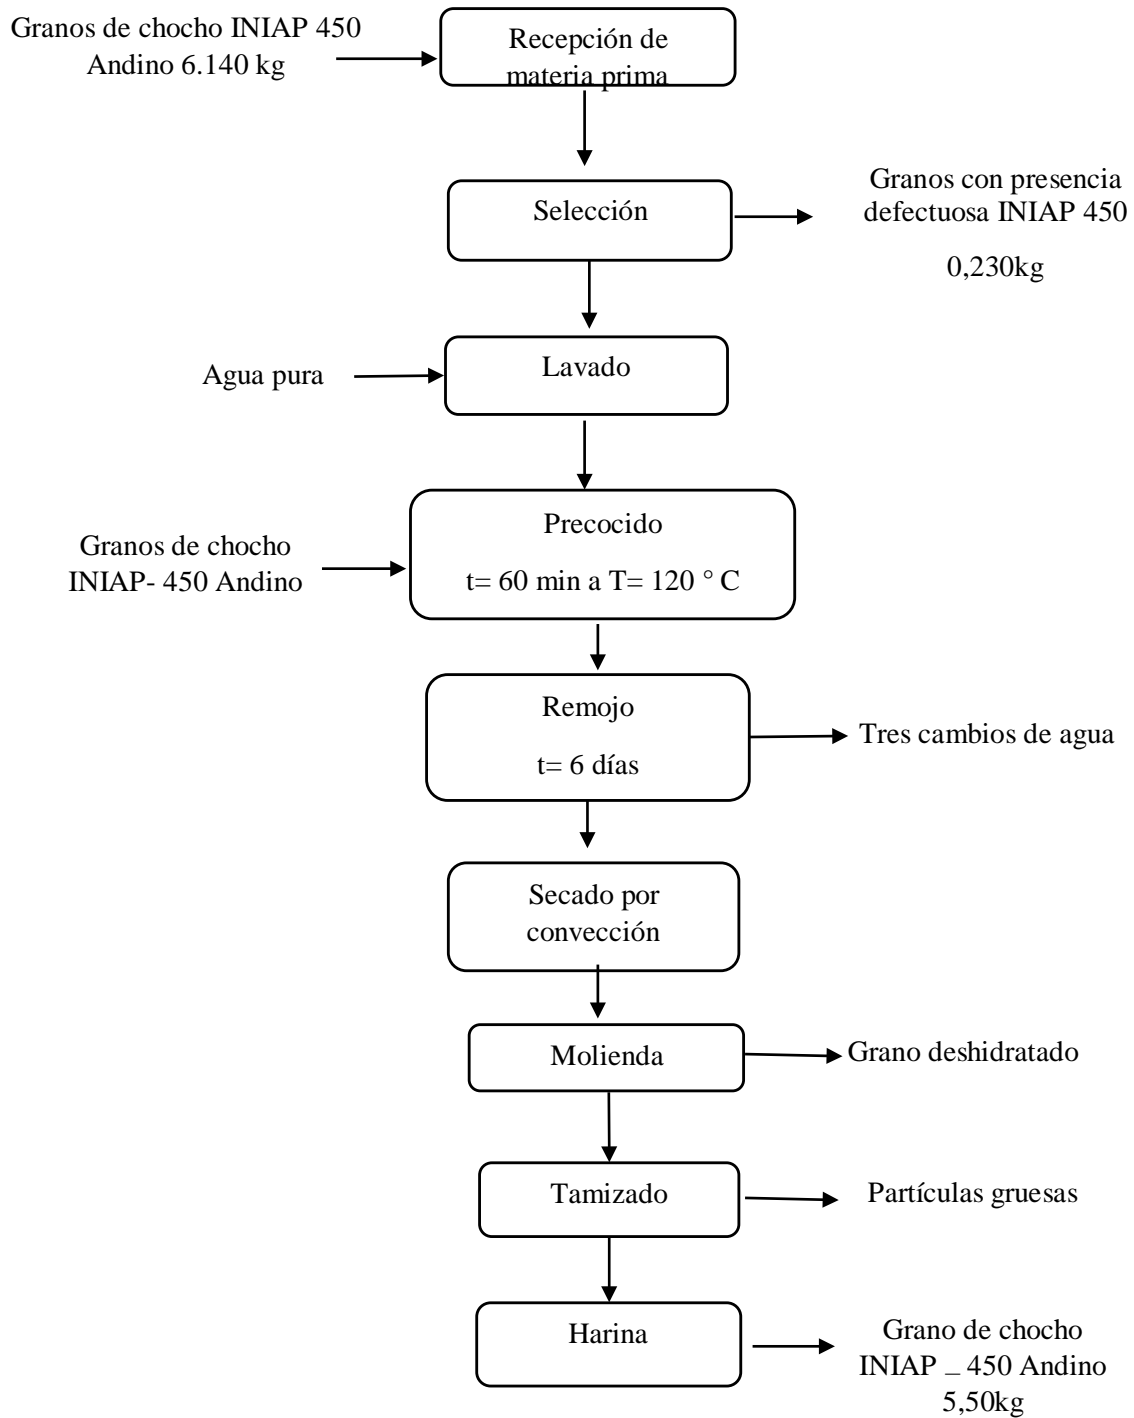 Granos de chocho INIAP 450
Andino 6.140 kg
Recepción de
materia prima
Selección
Granos con presencia
defectuosa INIAP 450
0,230kg
Agua pura
Lavado
Granos de chocho
INIAP- 450 Andino
Precocido
t= 60 min a T= 120 ° C
Remojo
t= 6 días
Tres cambios de agua
Secado por
convección
Molienda
Grano deshidratado
Tamizado
Partículas gruesas
Harina
Grano de chocho
INIAP _ 450 Andino
5,50kg